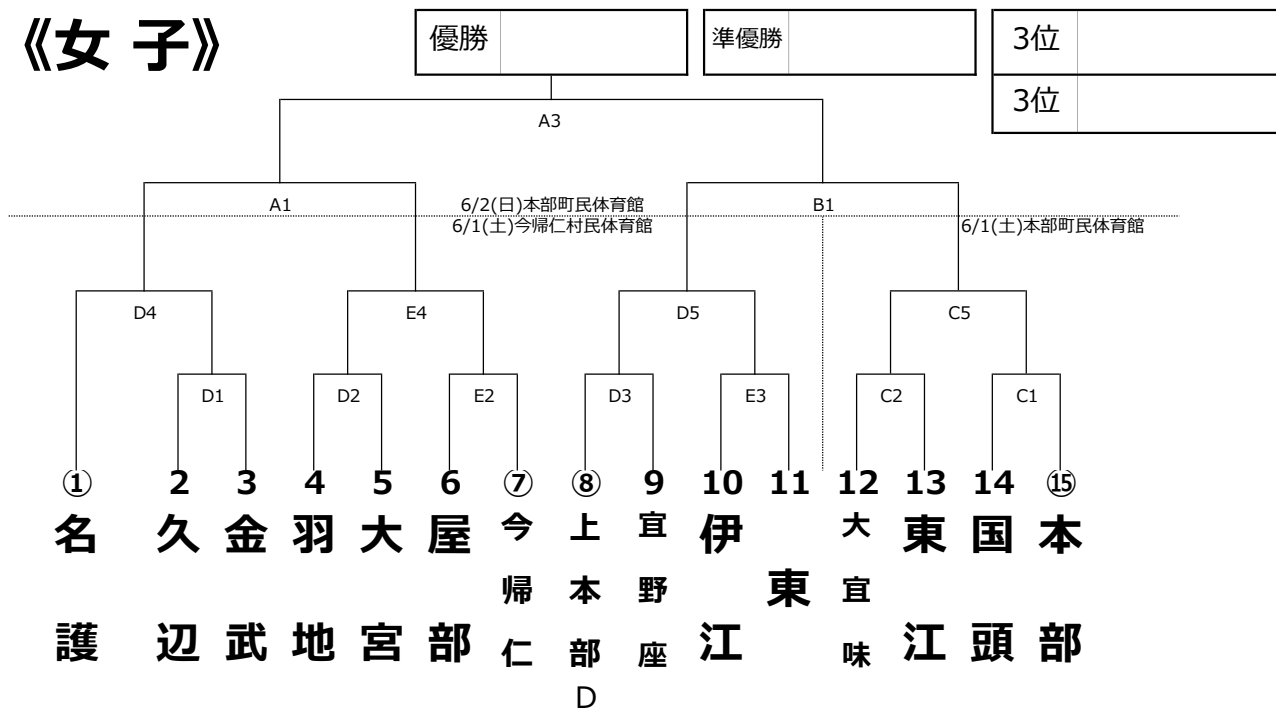 《女 子》
優勝
準優勝
3位
3位
A3
A1
6/2(日)本部町民体育館
B1
6/1(土)今帰仁村民体育館
6/1(土)本部町民体育館
D4
E4
D5
C5
D1
D2
E2
D3
E3
C2
C1
① 2 3 4 5 6 ⑦ ⑧ 9 10 11 12 13 14 ⑮
名護
久辺
金武
羽地
大宮
屋部
今帰仁
上本部
D
宜野座
伊江
東
大宜味
東江
国頭
本部